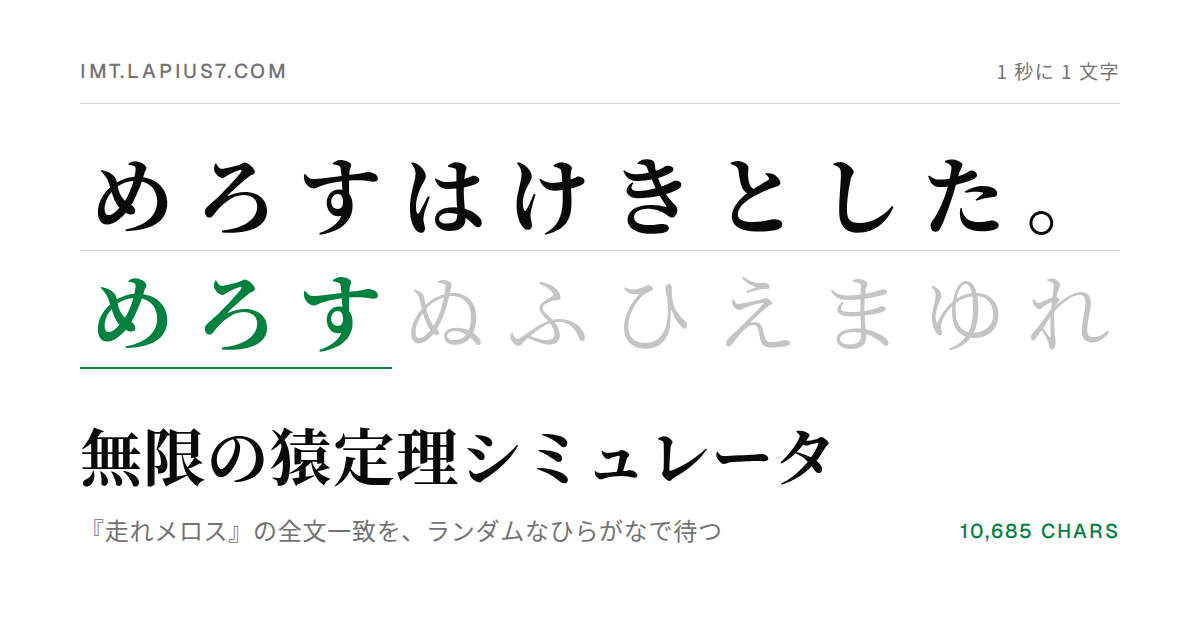 IMT.LAPIUS7.COM
1 秒に 1 文字
めろすはけきとした。
めろすぬふひえまゆれ
無限の猿定理シミュレータ
『走れメロス』の全文一致を、ランダムなひらがなで待つ
10,685 CHARS